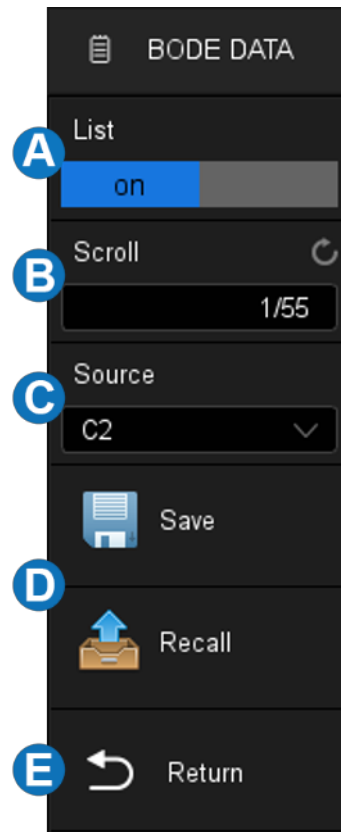 BODE DATA
List
A
on
Scroll
B
1/55
Source
C
C2
Save
D
Recall
E
Return